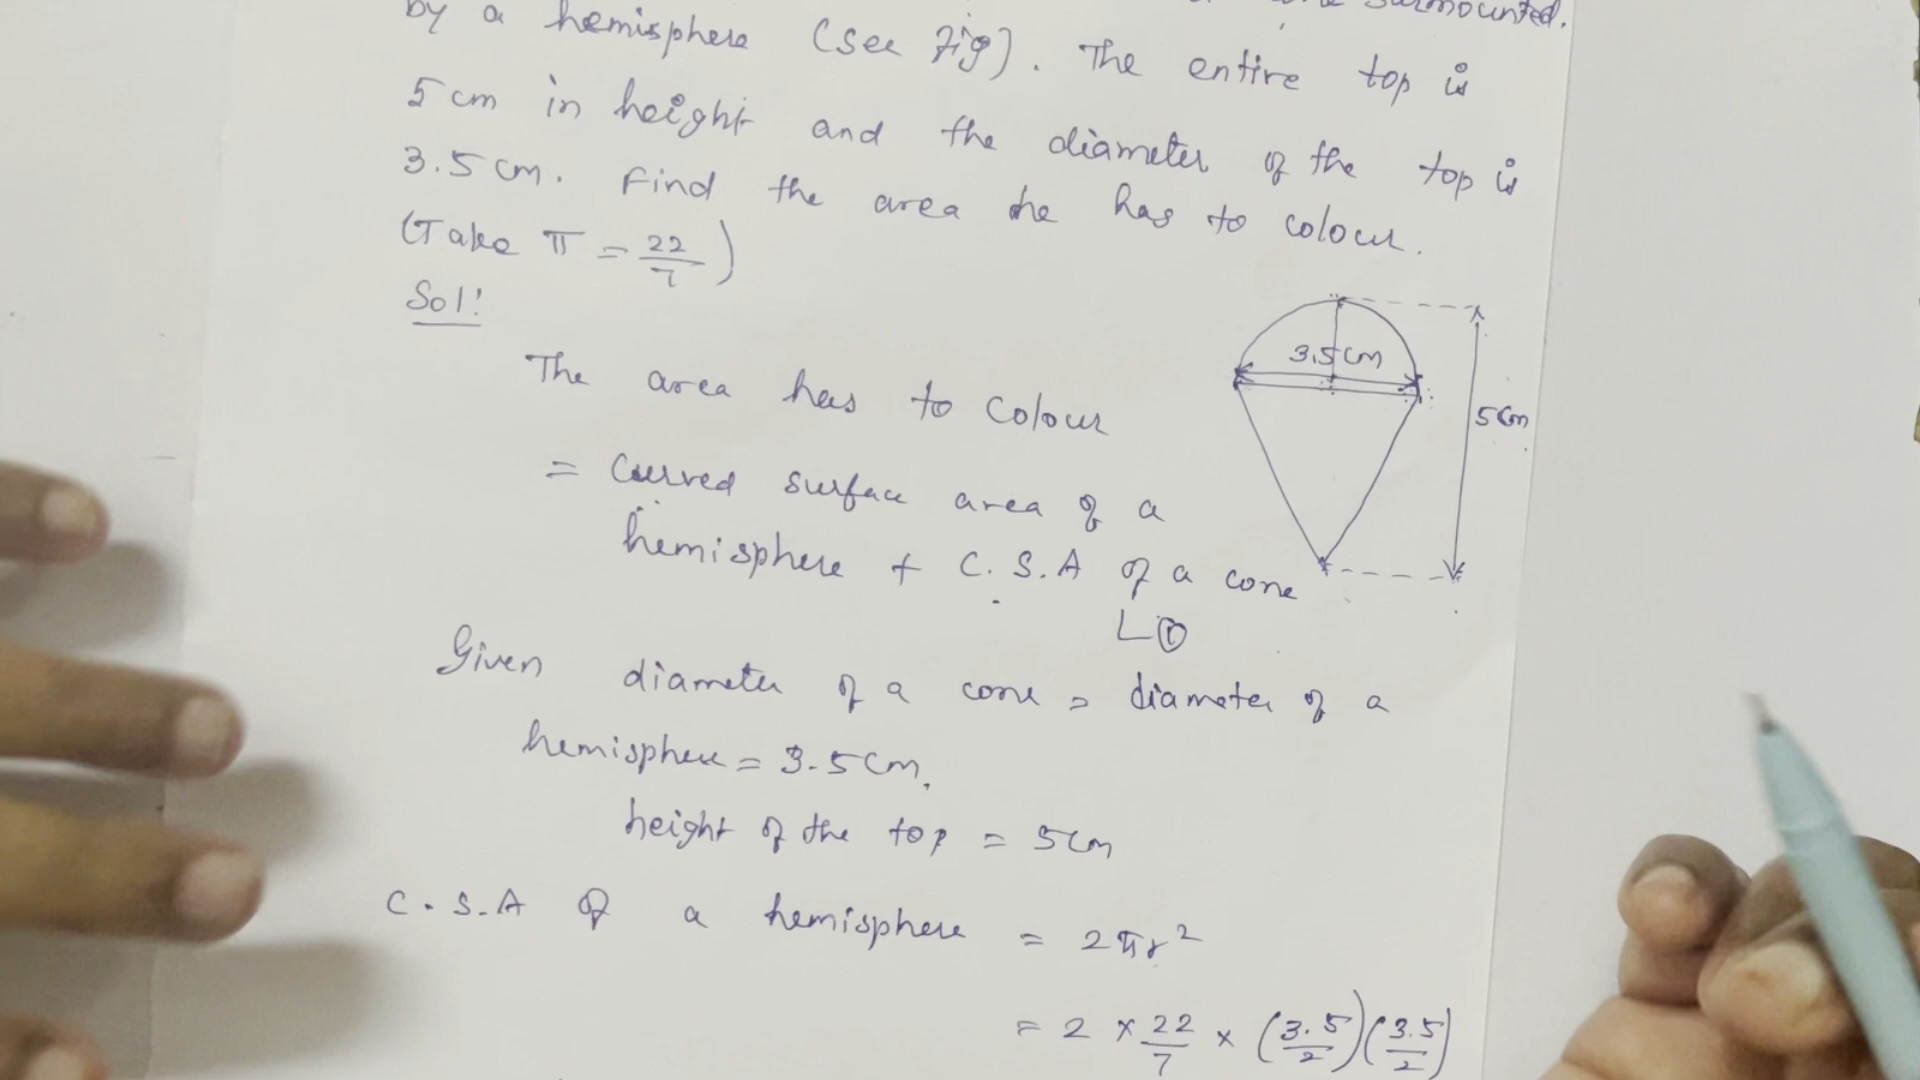 surmounted.
by a hemisphere (see Fig). The entire top is
5 cm in height and the diameter of the top is
3.5 cm. Find the area he has to colour.
(Take π = 22/7)
Sol!
The area has to colour
= Curved surface area of a
hemisphere + C.S.A of a cone
L①
3.5 cm
5 cm
Given diameter of a cone = diameter of a
hemisphere = 3.5 cm.
height of the top = 5 cm
C.S.A of a hemisphere = 2πr²
= 2 × 22/7 × (3.5/2)(3.5/2)